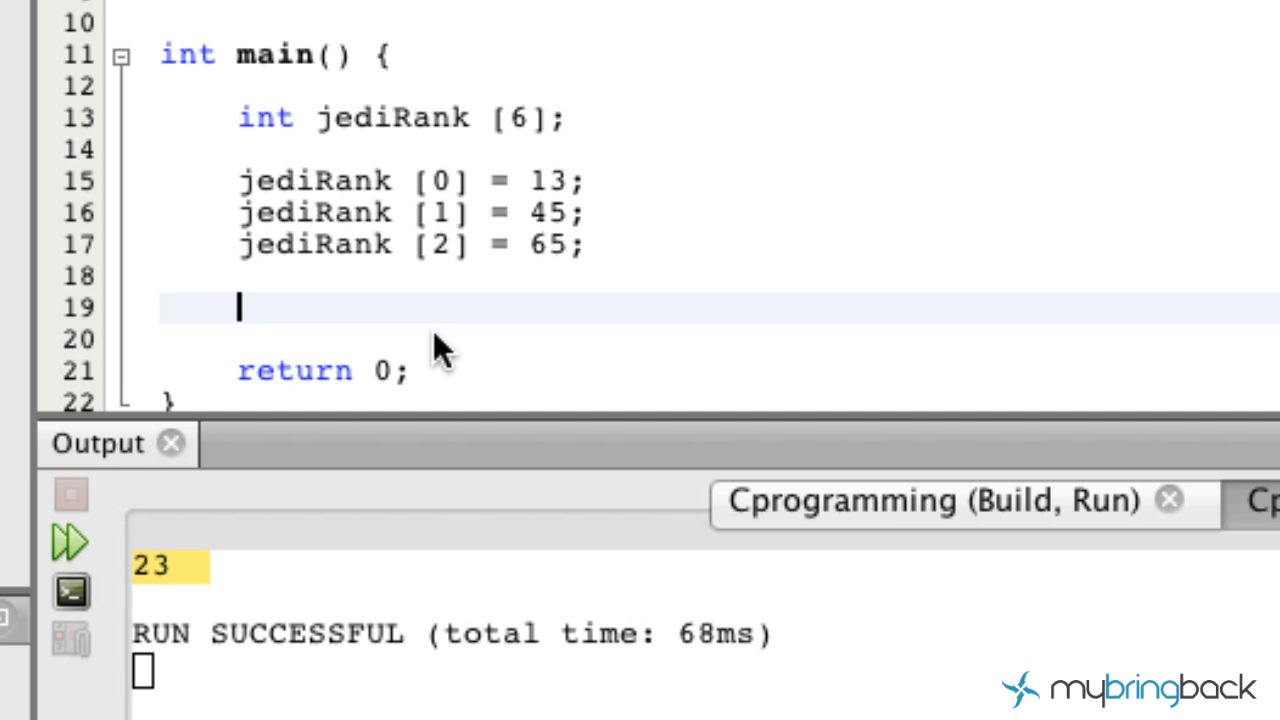 10
11 int main() {
12
13 int jediRank [6];
14
15 jediRank [0] = 13;
16 jediRank [1] = 45;
17 jediRank [2] = 65;
18
19
20
21 return 0;
22 }
Output
Cprogramming (Build, Run)
23
RUN SUCCESSFUL (total time: 68ms)
mybringback